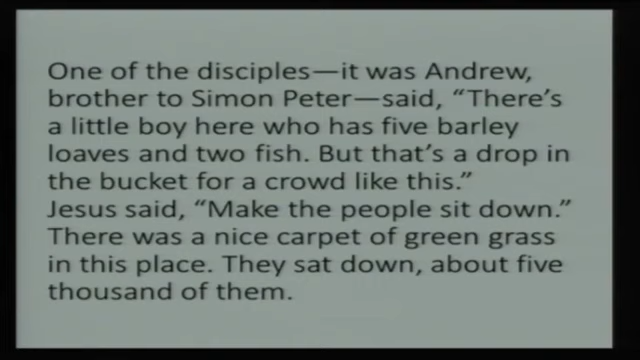 One of the disciples—it was Andrew,
brother to Simon Peter—said, “There’s
a little boy here who has five barley
loaves and two fish. But that’s a drop in
the bucket for a crowd like this.”
Jesus said, “Make the people sit down.”
There was a nice carpet of green grass
in this place. They sat down, about five
thousand of them.